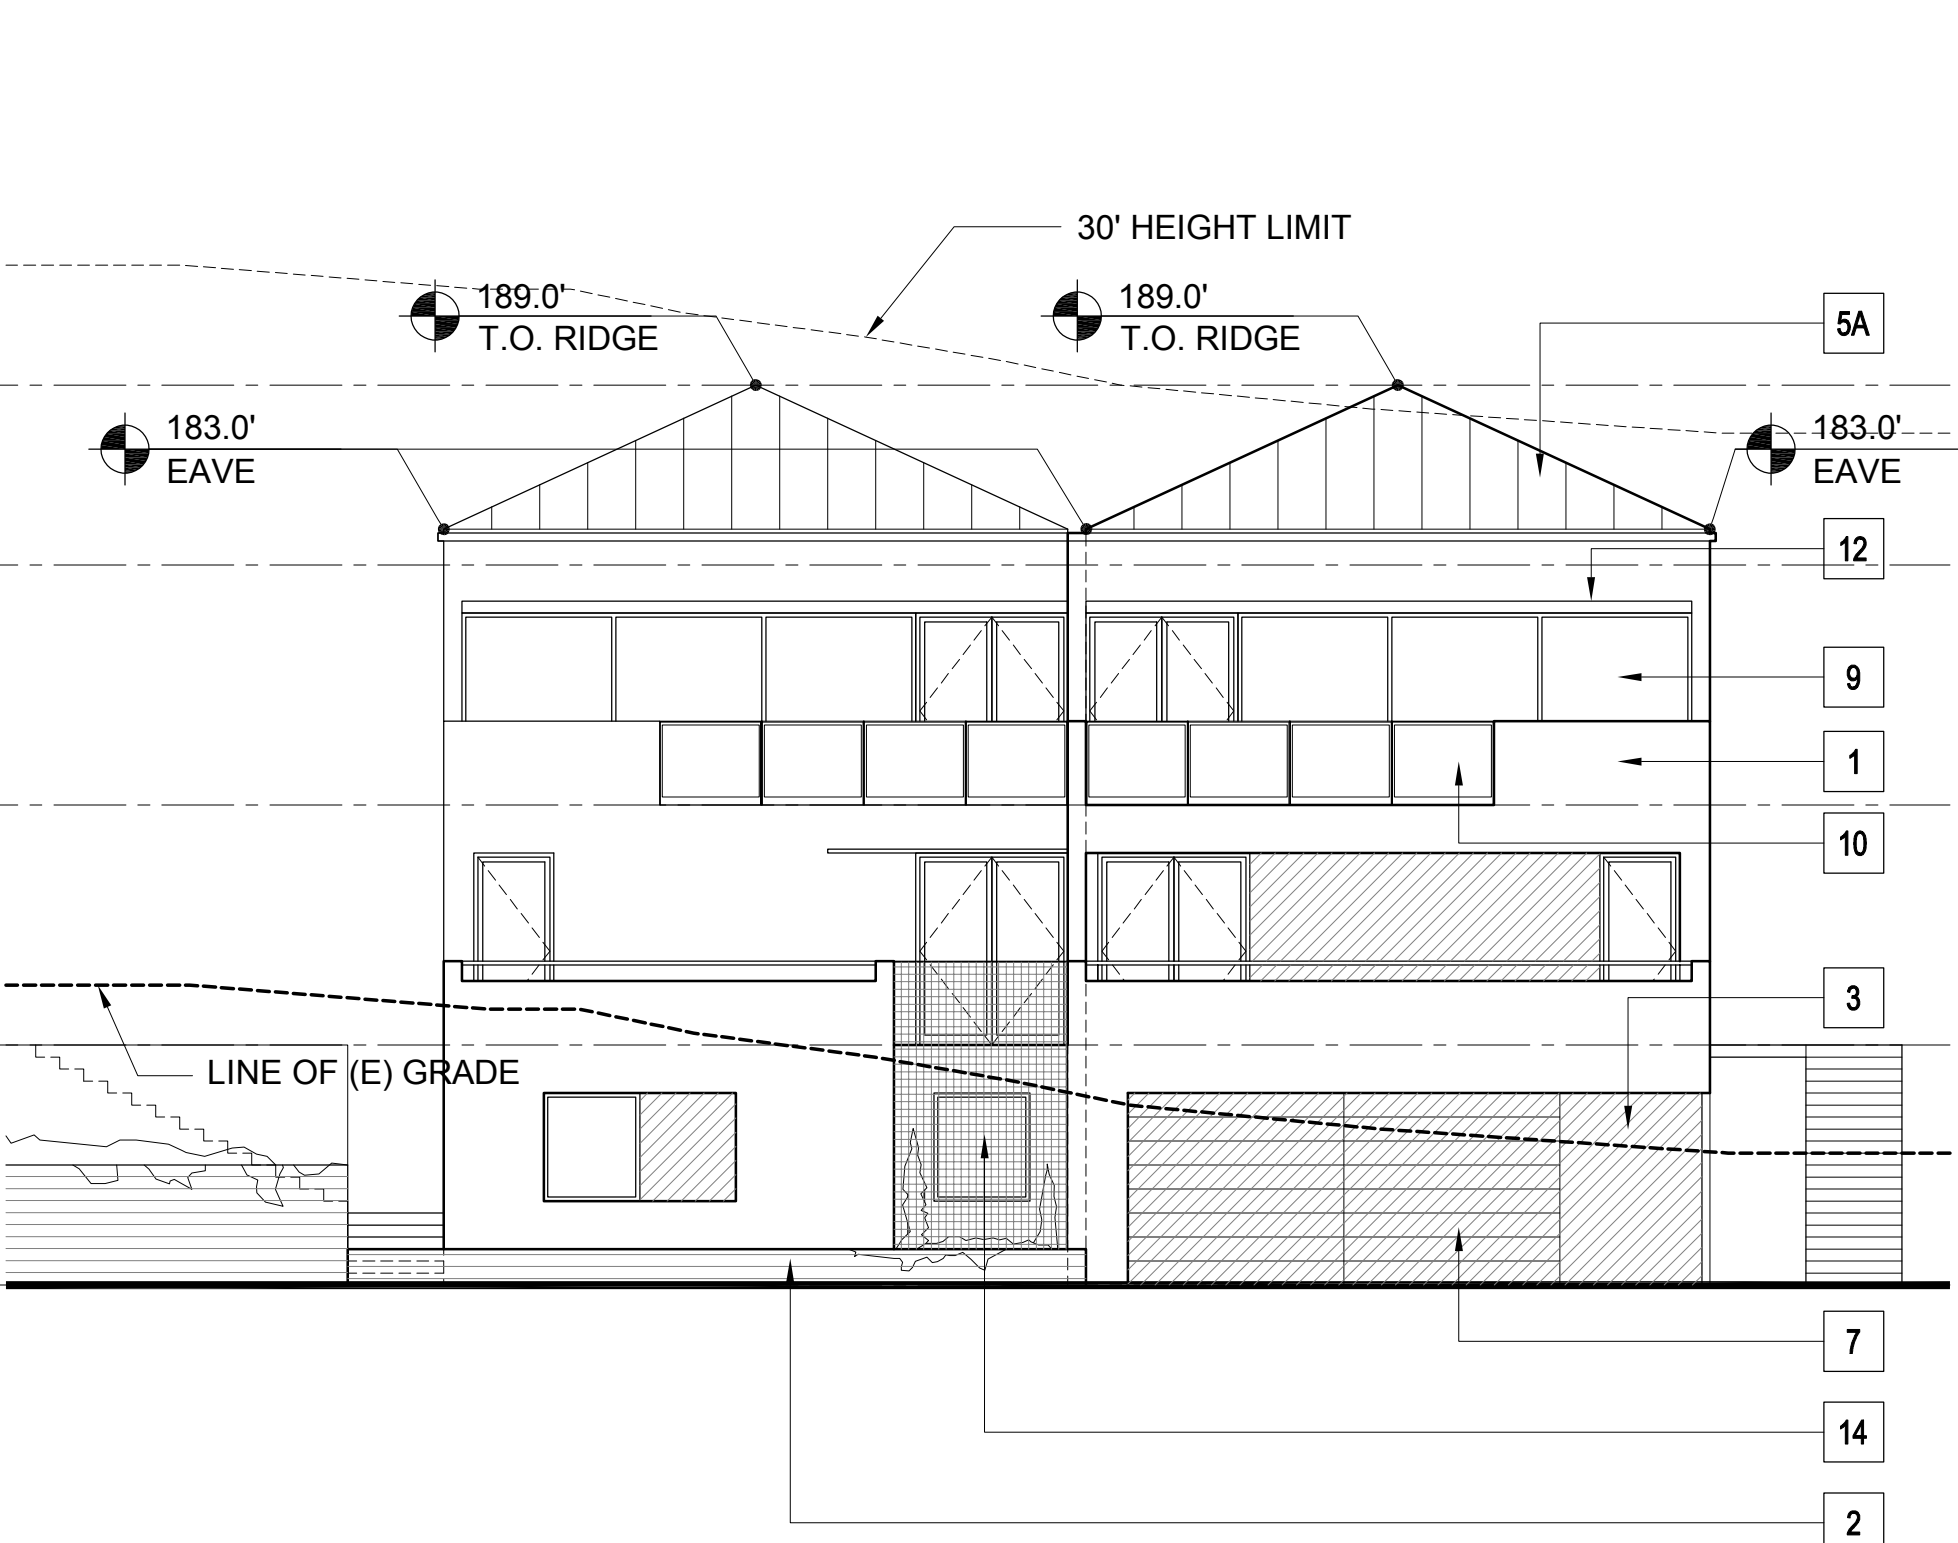 30' HEIGHT LIMIT
189.0'
T.O. RIDGE
189.0'
T.O. RIDGE
5A
183.0'
EAVE
183.0'
EAVE
12
9
1
10
3
LINE OF (E) GRADE
7
14
2